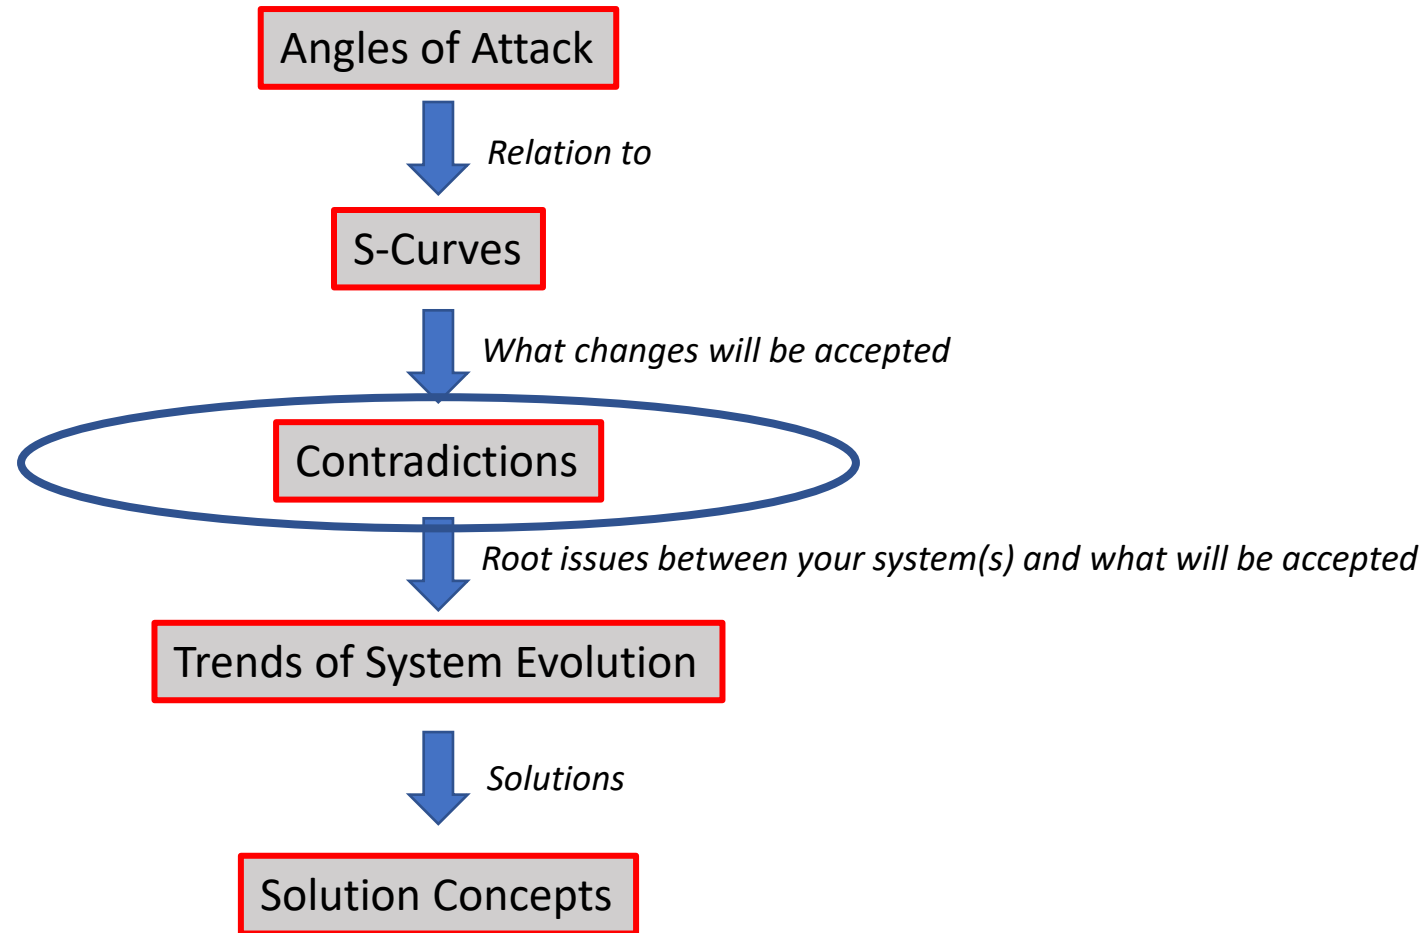 Angles of Attack
Relation to
S-Curves
What changes will be accepted
Contradictions
Root issues between your system(s) and what will be accepted
Trends of System Evolution
Solutions
Solution Concepts